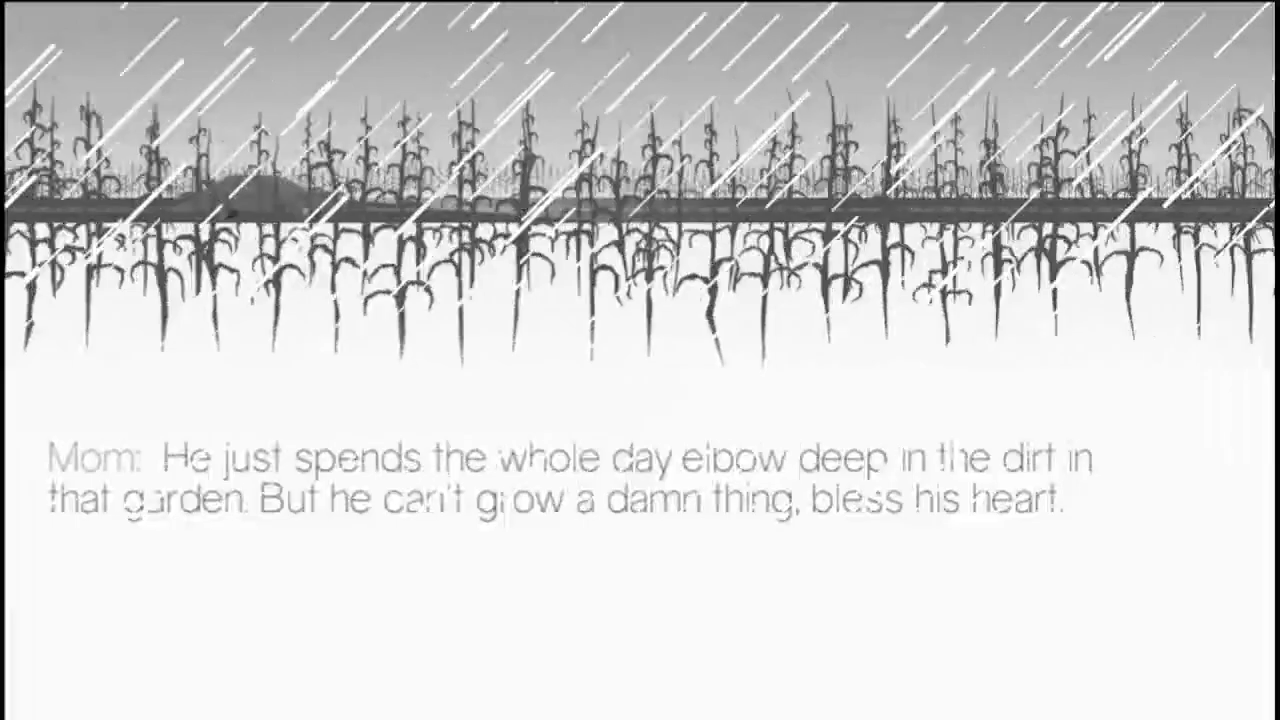 Mom: He just spends the whole day elbow deep in the dirt in
that garden. But he can't grow a damn thing, bless his heart.